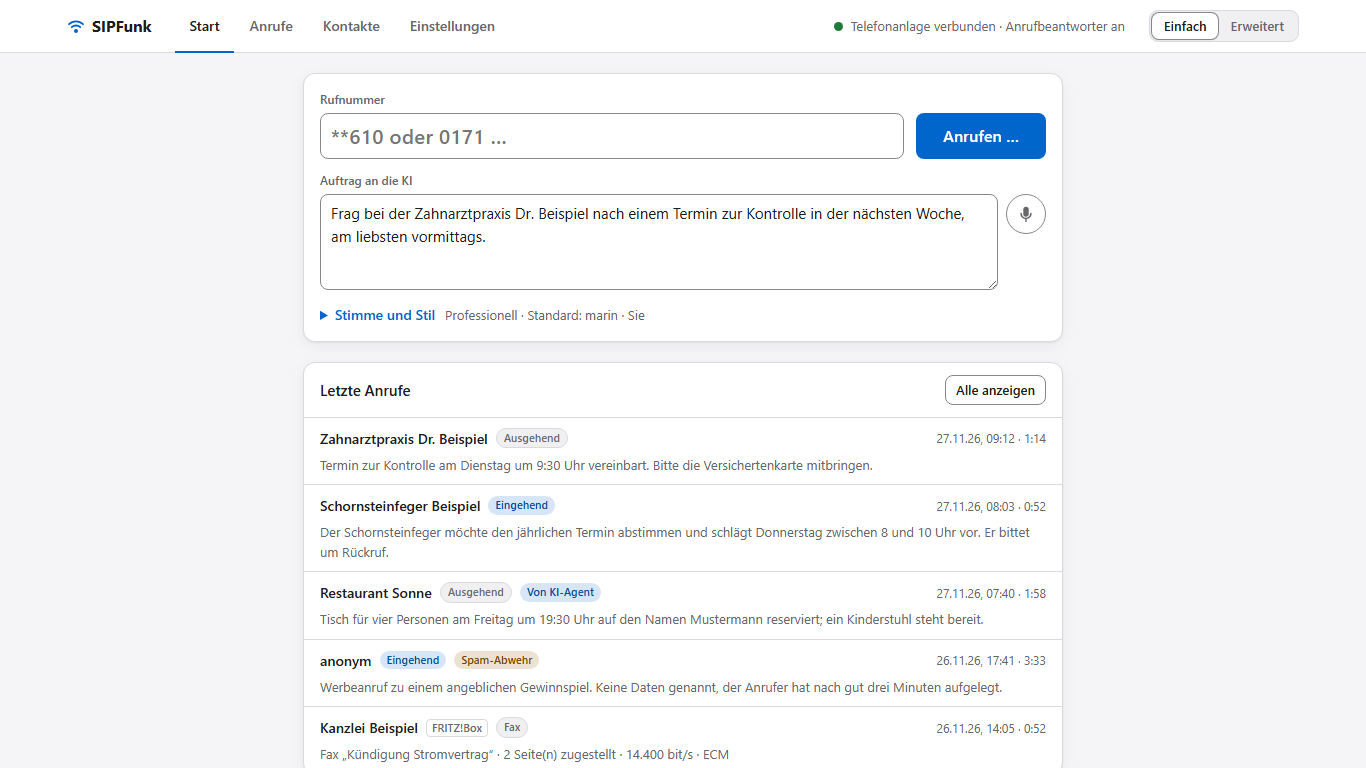 SIPFunk Start Anrufe Kontakte Einstellungen Telefonanlage verbunden · Anrufbeantworter an Einfach Erweitert
Rufnummer
**610 oder 0171 ... Anrufen ...
Auftrag an die KI
Frag bei der Zahnarztpraxis Dr. Beispiel nach einem Termin zur Kontrolle in der nächsten Woche,
am liebsten vormittags.
Stimme und Stil Professionell · Standard: marin · Sie
Letzte Anrufe Alle anzeigen
Zahnarztpraxis Dr. Beispiel Ausgehend 27.11.26, 09:12 · 1:14
Termin zur Kontrolle am Dienstag um 9:30 Uhr vereinbart. Bitte die Versichertenkarte mitbringen.
Schornsteinfeger Beispiel Eingehend 27.11.26, 08:03 · 0:52
Der Schornsteinfeger möchte den jährlichen Termin abstimmen und schlägt Donnerstag zwischen 8 und 10 Uhr vor. Er bittet
um Rückruf.
Restaurant Sonne Ausgehend Von KI-Agent 27.11.26, 07:40 · 1:58
Tisch für vier Personen am Freitag um 19:30 Uhr auf den Namen Mustermann reserviert; ein Kinderstuhl steht bereit.
anonym Eingehend Spam-Abwehr 26.11.26, 17:41 · 3:33
Werbeanruf zu einem angeblichen Gewinnspiel. Keine Daten genannt, der Anrufer hat nach gut drei Minuten aufgelegt.
Kanzlei Beispiel FRITZ!Box Fax 26.11.26, 14:05 · 0:52
Fax „Kündigung Stromvertrag“ · 2 Seite(n) zugestellt · 14.400 bit/s · ECM